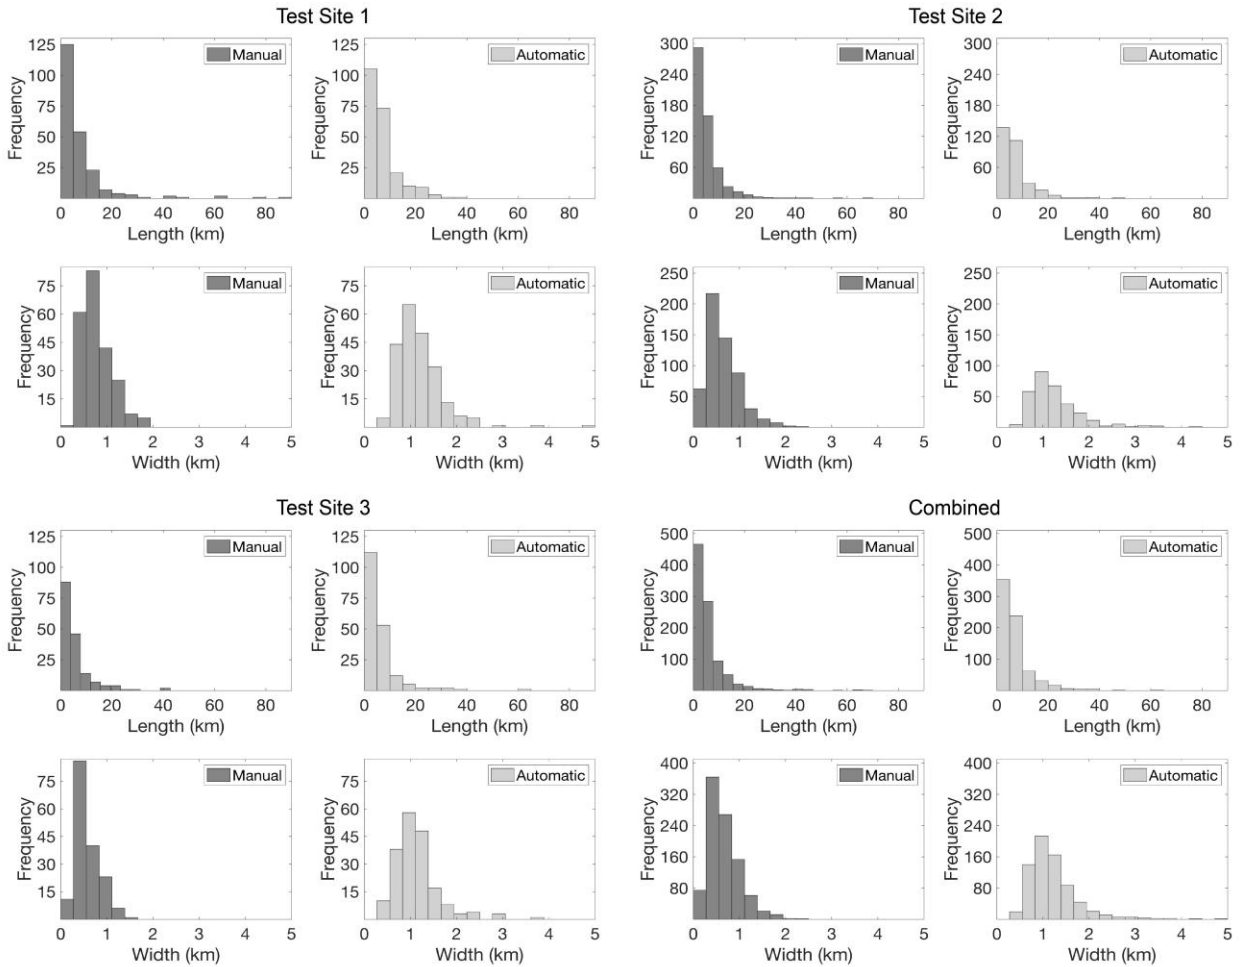 Test Site 1
Test Site 2
125 100 75 50 25
Frequency
Manual
0 20 40 60 80
Length (km)
125 100 75 50 25
Frequency
Automatic
0 20 40 60 80
Length (km)
300 240 180 120 60
Frequency
Manual
0 20 40 60 80
Length (km)
300 240 180 120 60
Frequency
Automatic
0 20 40 60 80
Length (km)
75 60 45 30 15
Frequency
Manual
0 1 2 3 4 5
Width (km)
75 60 45 30 15
Frequency
Automatic
0 1 2 3 4 5
Width (km)
250 200 150 100 50
Frequency
Manual
0 1 2 3 4 5
Width (km)
250 200 150 100 50
Frequency
Automatic
0 1 2 3 4 5
Width (km)
Test Site 3
Combined
125 100 75 50 25
Frequency
Manual
0 20 40 60 80
Length (km)
125 100 75 50 25
Frequency
Automatic
0 20 40 60 80
Length (km)
500 400 300 200 100
Frequency
Manual
0 20 40 60 80
Length (km)
500 400 300 200 100
Frequency
Automatic
0 20 40 60 80
Length (km)
75 60 45 30 15
Frequency
Manual
0 1 2 3 4 5
Width (km)
75 60 45 30 15
Frequency
Automatic
0 1 2 3 4 5
Width (km)
400 320 240 160 80
Frequency
Manual
0 1 2 3 4 5
Width (km)
400 320 240 160 80
Frequency
Automatic
0 1 2 3 4 5
Width (km)